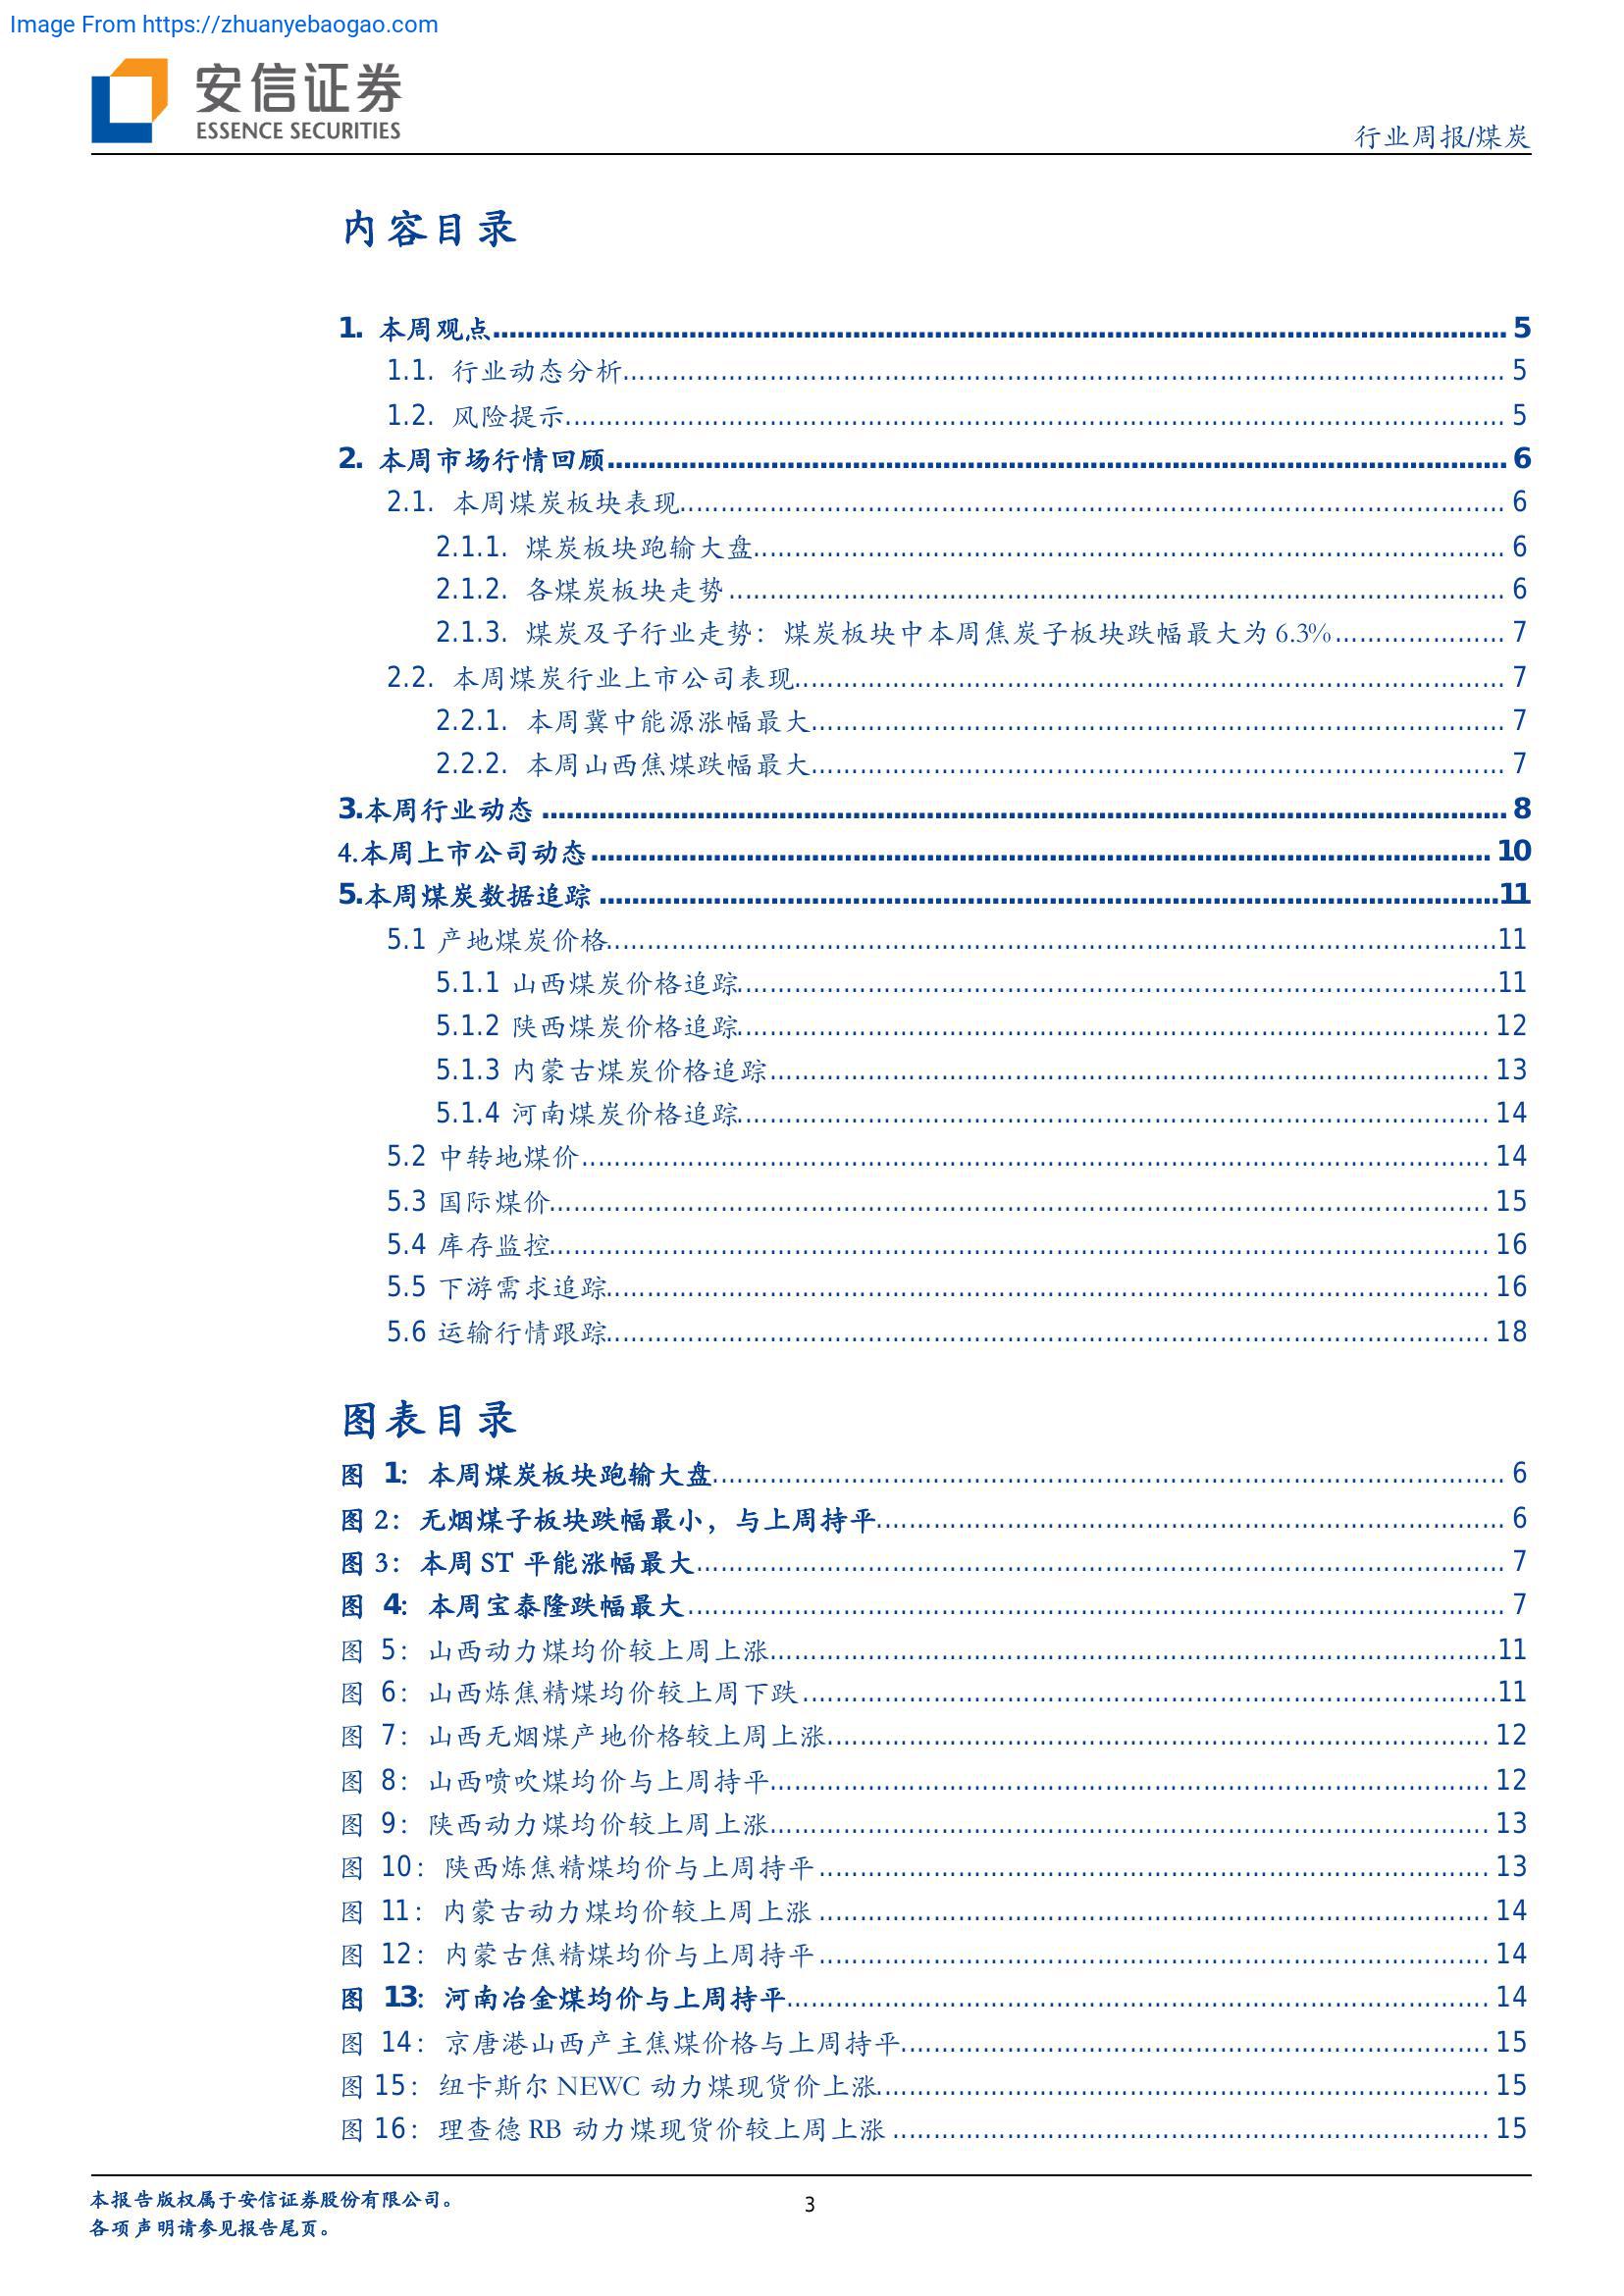 Image From https://zhuanyebaogao.com
安信证券
ESSENCE SECURITIES
行业周报/煤炭
内容目录
1. 本周观点 5
1.1. 行业动态分析 5
1.2. 风险提示 5
2. 本周市场行情回顾 6
2.1. 本周煤炭板块表现 6
2.1.1. 煤炭板块跑输大盘 6
2.1.2. 各煤炭板块走势 6
2.1.3. 煤炭及子行业走势：煤炭板块中本周焦炭子板块跌幅最大为 6.3% 7
2.2. 本周煤炭行业上市公司表现 7
2.2.1. 本周冀中能源涨幅最大 7
2.2.2. 本周山西焦煤跌幅最大 7
3.本周行业动态 8
4.本周上市公司动态 10
5.本周煤炭数据追踪 11
5.1 产地煤炭价格 11
5.1.1 山西煤炭价格追踪 11
5.1.2 陕西煤炭价格追踪 12
5.1.3 内蒙古煤炭价格追踪 13
5.1.4 河南煤炭价格追踪 14
5.2 中转地煤价 14
5.3 国际煤价 15
5.4 库存监控 16
5.5 下游需求追踪 16
5.6 运输行情跟踪 18
图表目录
图 1：本周煤炭板块跑输大盘 6
图 2：无烟煤子板块跌幅最小，与上周持平 6
图 3：本周 ST 平能涨幅最大 7
图 4：本周宝泰隆跌幅最大 7
图 5：山西动力煤均价较上周上涨 11
图 6：山西炼焦精煤均价较上周下跌 11
图 7：山西无烟煤产地价格较上周上涨 12
图 8：山西喷吹煤均价与上周持平 12
图 9：陕西动力煤均价较上周上涨 13
图 10：陕西炼焦精煤均价与上周持平 13
图 11：内蒙古动力煤均价较上周上涨 14
图 12：内蒙古焦精煤均价与上周持平 14
图 13：河南冶金煤均价与上周持平 14
图 14：京唐港山西产主焦煤价格与上周持平 15
图 15：纽卡斯尔 NEWC 动力煤现货价上涨 15
图 16：理查德 RB 动力煤现货价较上周上涨 15
本报告版权属于安信证券股份有限公司。
3
各项声明请参见报告尾页。